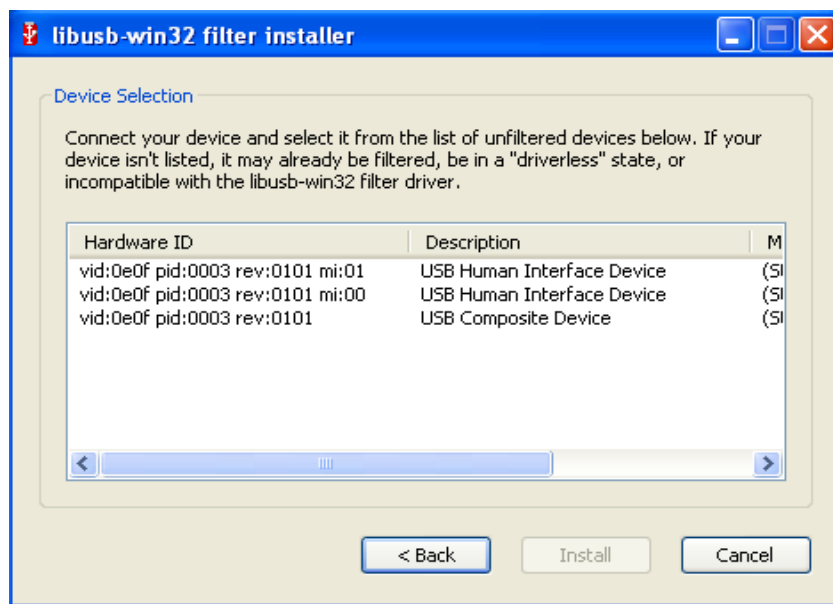 libusb-win32 filter installer
Device Selection
Connect your device and select it from the list of unfiltered devices below. If your
device isn't listed, it may already be filtered, be in a "driverless" state, or
incompatible with the libusb-win32 filter driver.
Hardware ID Description M
vid:0e0f pid:0003 rev:0101 mi:01 USB Human Interface Device
vid:0e0f pid:0003 rev:0101 mi:00 USB Human Interface Device
vid:0e0f pid:0003 rev:0101 USB Composite Device
< Back Install Cancel